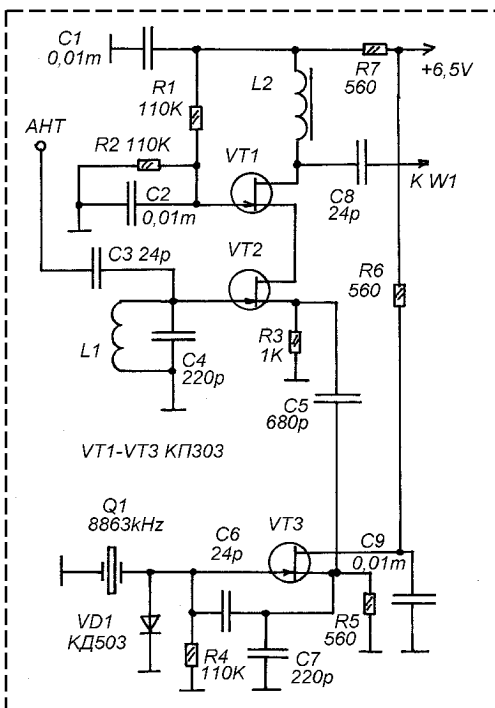 C1
0,01m
R1
110K
L2
R7
560
+6,5V
АНТ
R2 110K
VT1
C2
0,01m
C8
24p
K W1
C3 24p
VT2
R6
560
L1
C4
220p
R3
1K
C5
680p
VT1-VT3 КП303
Q1
8863kHz
C6
24p
VT3
C9
0,01m
VD1
КД503
R4
110K
C7
220p
R5
560